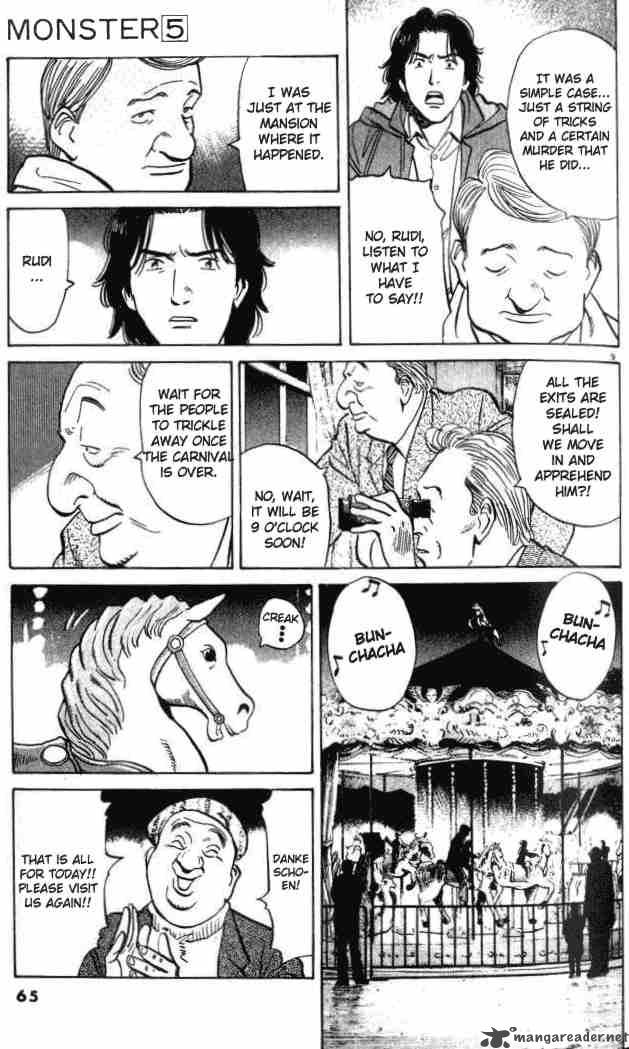 MONSTER 5
IT WAS A
SIMPLE CASE...
JUST A STRING
OF TRICKS
AND A CERTAIN
MURDER THAT
HE DID...
NO, RUDI,
LISTEN TO
WHAT I
HAVE
TO SAY!!
I WAS
JUST AT THE
MANSION
WHERE IT
HAPPENED.
RUDI
...
9
ALL THE
EXITS ARE
SEALED!
SHALL
WE MOVE
IN AND
APPREHEND
HIM?!
NO, WAIT,
IT WILL BE
9 O'CLOCK
SOON!
WAIT FOR
THE PEOPLE
TO TRICKLE
AWAY ONCE
THE CARNIVAL
IS OVER.
BUN-
CHACHA
BUN-
CHACHA
CREAK
...
DANKE
SCHO-
EN!
THAT IS ALL
FOR TODAY!!
PLEASE VISIT
US AGAIN!!
65
mangareader.net